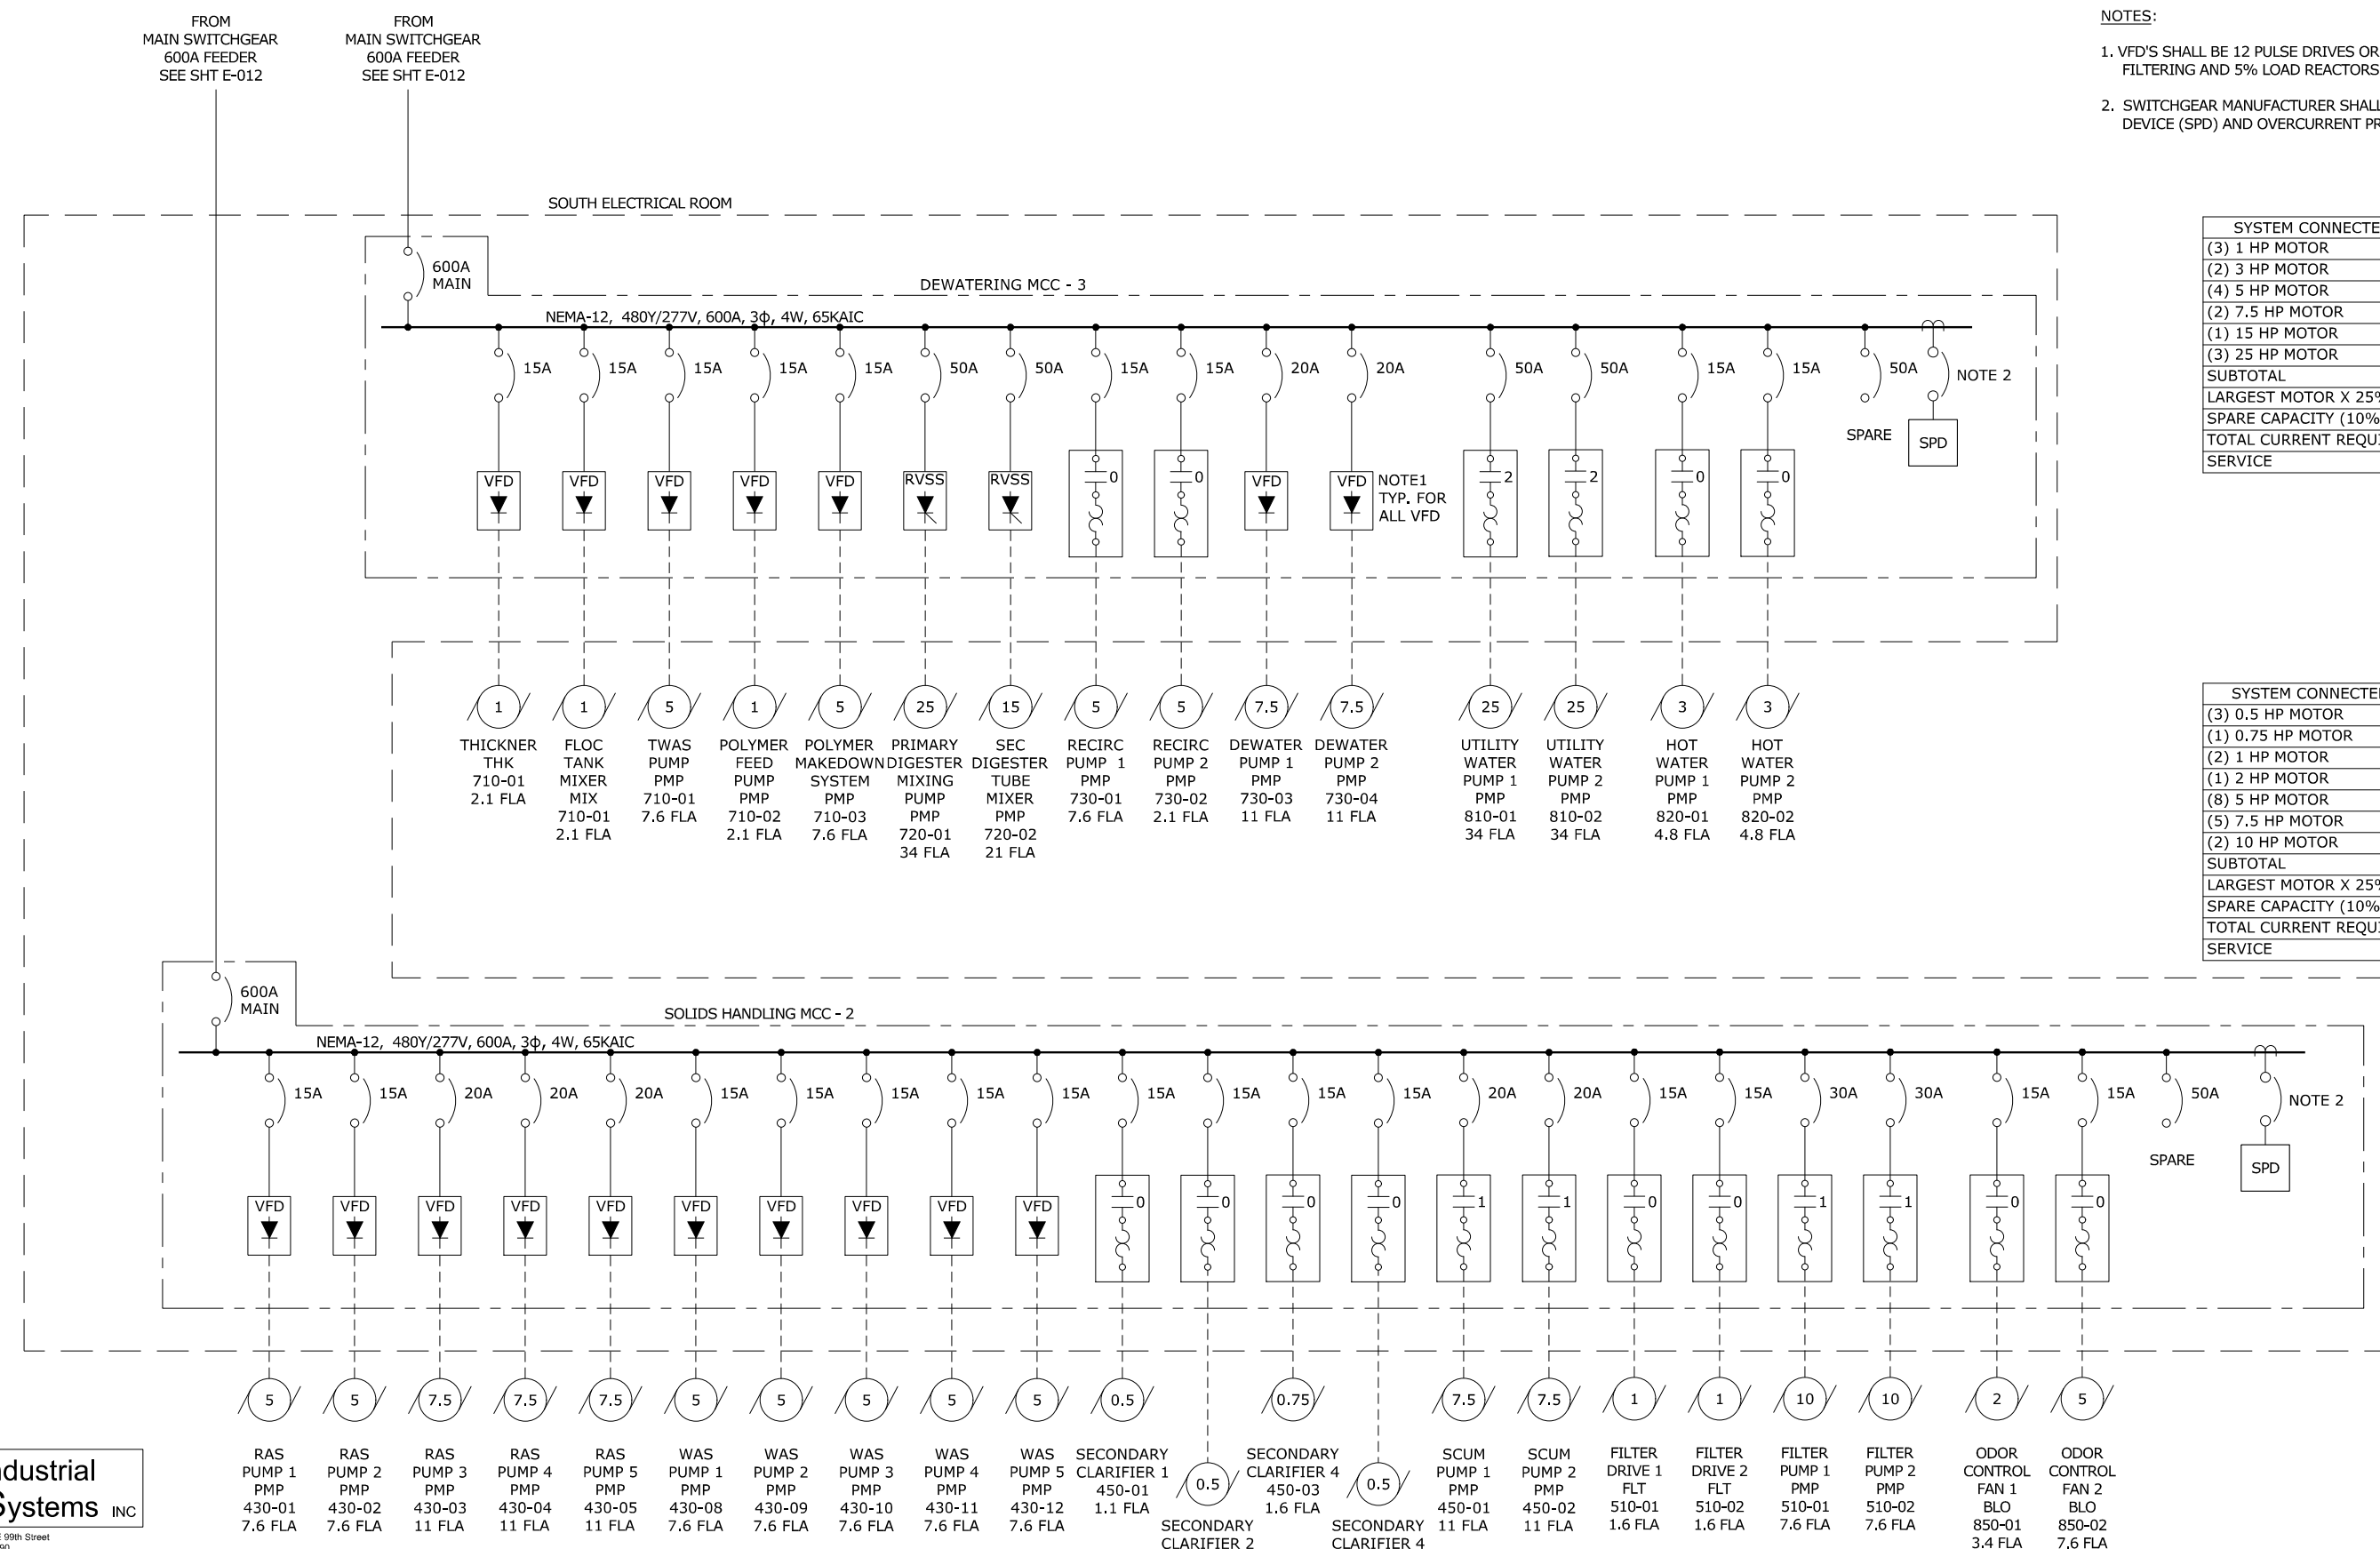 FROM
MAIN SWITCHGEAR
600A FEEDER
SEE SHT E-012
FROM
MAIN SWITCHGEAR
600A FEEDER
SEE SHT E-012
NOTES:
1. VFD'S SHALL BE 12 PULSE DRIVES OR
FILTERING AND 5% LOAD REACTORS
2. SWITCHGEAR MANUFACTURER SHALL
DEVICE (SPD) AND OVERCURRENT PR
SOUTH ELECTRICAL ROOM
600A
MAIN
DEWATERING MCC - 3
NEMA-12, 480Y/277V, 600A, 3ϕ, 4W, 65KAIC
15A 15A 15A 15A 15A 50A 50A 15A 15A 20A 20A 50A 50A 15A 15A 50A NOTE 2
SPARE SPD
VFD VFD VFD VFD VFD RVSS RVSS 0 0 VFD VFD 2 2 0 0
NOTE1
TYP. FOR
ALL VFD
SYSTEM CONNECTE
(3) 1 HP MOTOR
(2) 3 HP MOTOR
(4) 5 HP MOTOR
(2) 7.5 HP MOTOR
(1) 15 HP MOTOR
(3) 25 HP MOTOR
SUBTOTAL
LARGEST MOTOR X 25%
SPARE CAPACITY (10%
TOTAL CURRENT REQUI
SERVICE
1 1 5 1 5 25 15 5 5 7.5 7.5 25 25 3 3
THICKNER
THK
710-01
2.1 FLA
FLOC
TANK
MIXER
MIX
710-01
2.1 FLA
TWAS
PUMP
PMP
710-01
7.6 FLA
POLYMER
FEED
PUMP
PMP
710-02
2.1 FLA
POLYMER
MAKEDOWN
SYSTEM
PMP
710-03
7.6 FLA
PRIMARY
DIGESTER
MIXING
PUMP
PMP
720-01
34 FLA
SEC
DIGESTER
TUBE
MIXER
PMP
720-02
21 FLA
RECIRC
PUMP 1
PMP
730-01
7.6 FLA
RECIRC
PUMP 2
PMP
730-02
2.1 FLA
DEWATER
PUMP 1
PMP
730-03
11 FLA
DEWATER
PUMP 2
PMP
730-04
11 FLA
UTILITY
WATER
PUMP 1
PMP
810-01
34 FLA
UTILITY
WATER
PUMP 2
PMP
810-02
34 FLA
HOT
WATER
PUMP 1
PMP
820-01
4.8 FLA
HOT
WATER
PUMP 2
PMP
820-02
4.8 FLA
SYSTEM CONNECTE
(3) 0.5 HP MOTOR
(1) 0.75 HP MOTOR
(2) 1 HP MOTOR
(1) 2 HP MOTOR
(8) 5 HP MOTOR
(5) 7.5 HP MOTOR
(2) 10 HP MOTOR
SUBTOTAL
LARGEST MOTOR X 25%
SPARE CAPACITY (10%
TOTAL CURRENT REQUI
SERVICE
600A
MAIN
SOLIDS HANDLING MCC - 2
NEMA-12, 480Y/277V, 600A, 3ϕ, 4W, 65KAIC
15A 15A 20A 20A 20A 15A 15A 15A 15A 15A 15A 15A 15A 15A 20A 20A 15A 15A 30A 30A 15A 15A 50A NOTE 2
SPARE SPD
VFD VFD VFD VFD VFD VFD VFD VFD VFD VFD 0 0 0 0 1 1 0 0 1 1 0 0
5 5 7.5 7.5 7.5 5 5 5 5 5 0.5 0.75 7.5 7.5 1 1 10 10 2 5
RAS
PUMP 1
PMP
430-01
7.6 FLA
RAS
PUMP 2
PMP
430-02
7.6 FLA
RAS
PUMP 3
PMP
430-03
11 FLA
RAS
PUMP 4
PMP
430-04
11 FLA
RAS
PUMP 5
PMP
430-05
11 FLA
WAS
PUMP 1
PMP
430-08
7.6 FLA
WAS
PUMP 2
PMP
430-09
7.6 FLA
WAS
PUMP 3
PMP
430-10
7.6 FLA
WAS
PUMP 4
PMP
430-11
7.6 FLA
WAS
PUMP 5
PMP
430-12
7.6 FLA
SECONDARY
CLARIFIER 1
450-01
1.1 FLA
0.5
SECONDARY
CLARIFIER 2
SECONDARY
CLARIFIER 4
450-03
1.6 FLA
0.5
SECONDARY
CLARIFIER 4
SCUM
PUMP 1
PMP
450-01
11 FLA
SCUM
PUMP 2
PMP
450-02
11 FLA
FILTER
DRIVE 1
FLT
510-01
1.6 FLA
FILTER
DRIVE 2
FLT
510-02
1.6 FLA
FILTER
PUMP 1
PMP
510-01
7.6 FLA
FILTER
PUMP 2
PMP
510-02
7.6 FLA
ODOR
CONTROL
FAN 1
BLO
850-01
3.4 FLA
ODOR
CONTROL
FAN 2
BLO
850-02
7.6 FLA
dustrial
Systems INC
99th Street